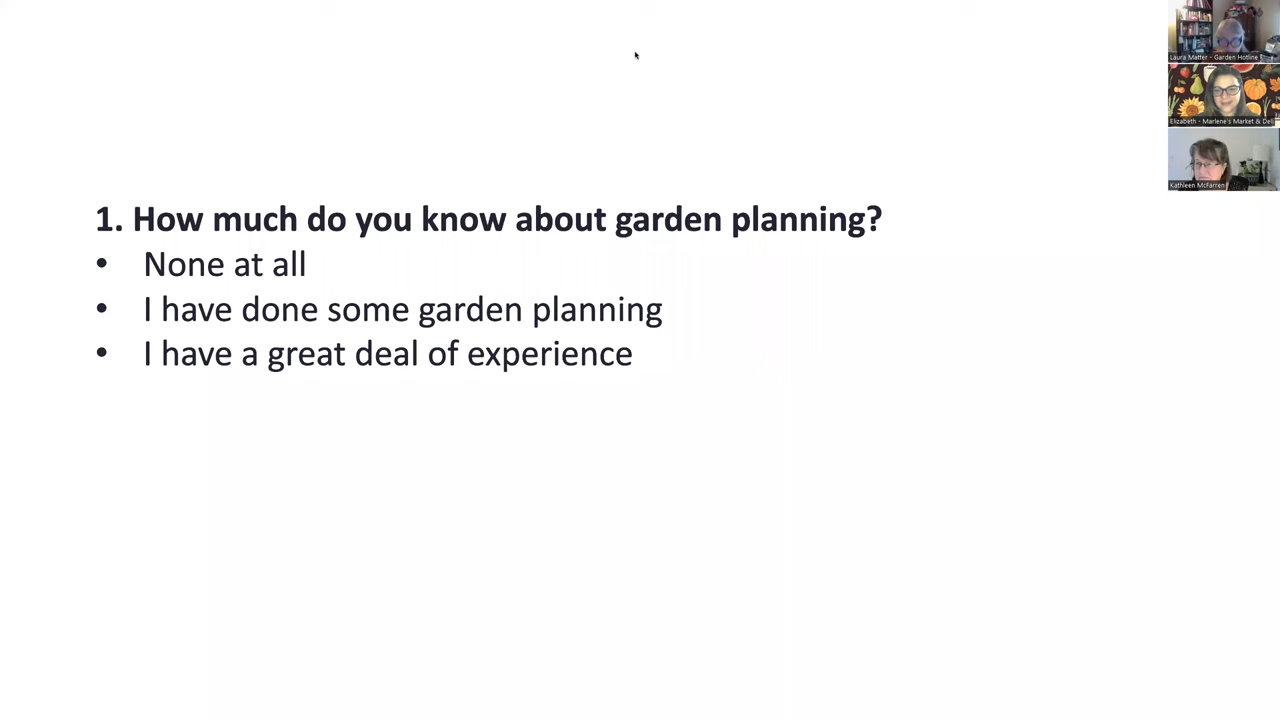 Laura Matter - Garden Hotline
Elizabeth - Marlene's Market & Deli
Kathleen McFarren
1. How much do you know about garden planning?
• None at all
• I have done some garden planning
• I have a great deal of experience